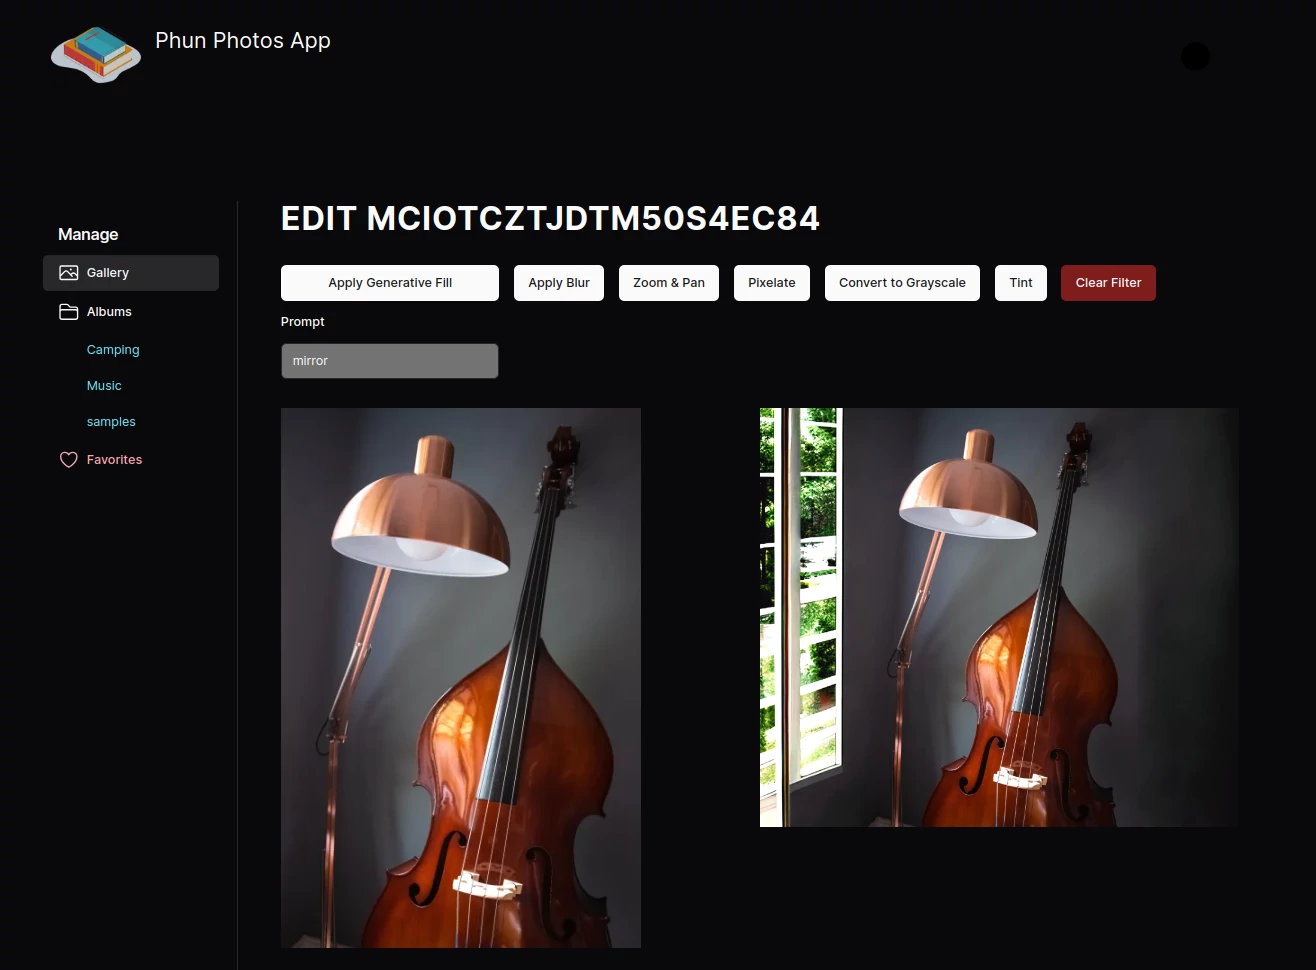 Phun Photos App
Manage
Gallery
Albums
Camping
Music
samples
Favorites
EDIT MCIOTCZTJDTM50S4EC84
Apply Generative Fill
Apply Blur
Zoom & Pan
Pixelate
Convert to Grayscale
Tint
Clear Filter
Prompt
mirror